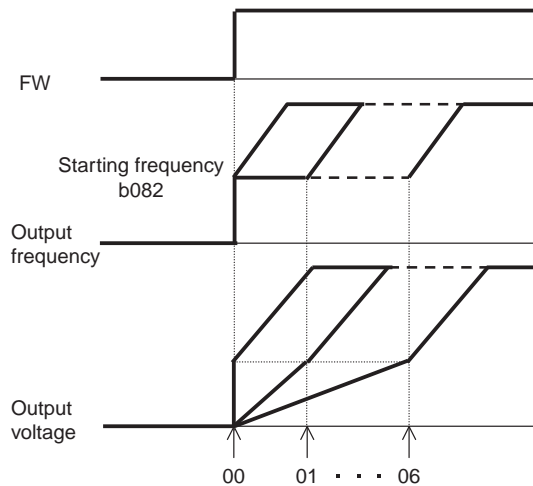 FW
Starting frequency
b082
Output
frequency
Output
voltage
00 01 · · · 06